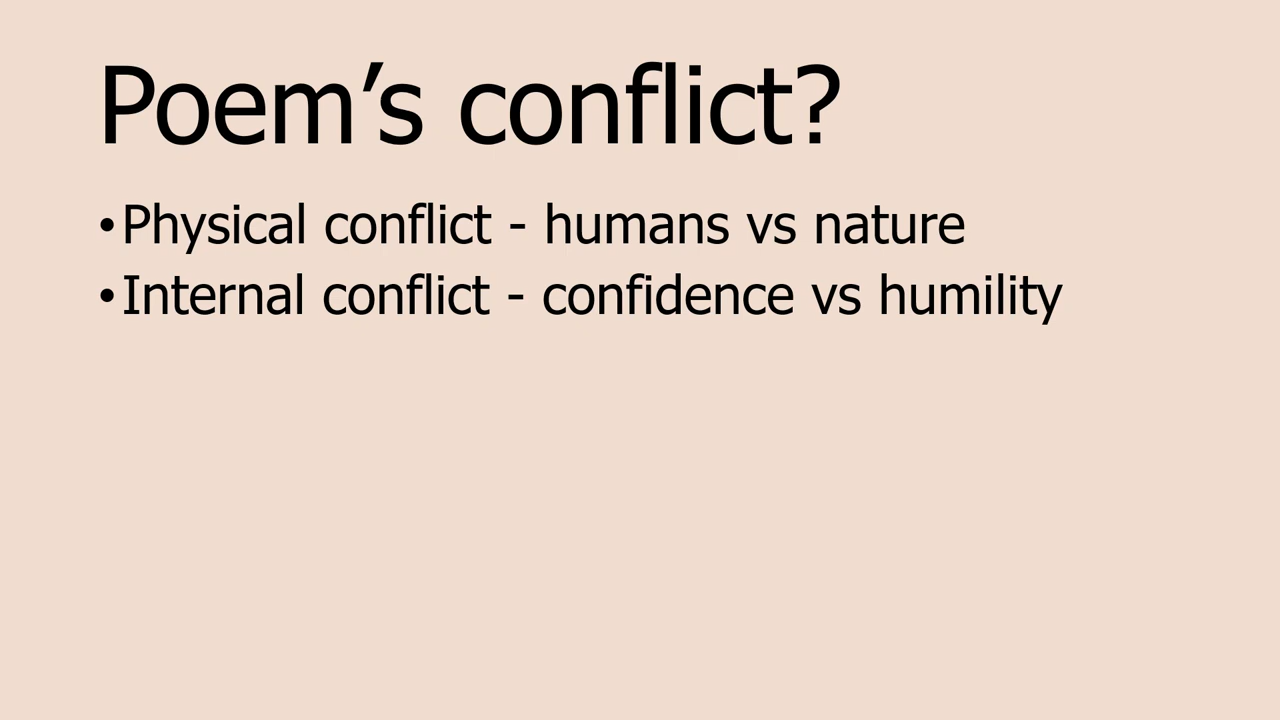 Poem’s conflict?
•Physical conflict - humans vs nature
•Internal conflict - confidence vs humility